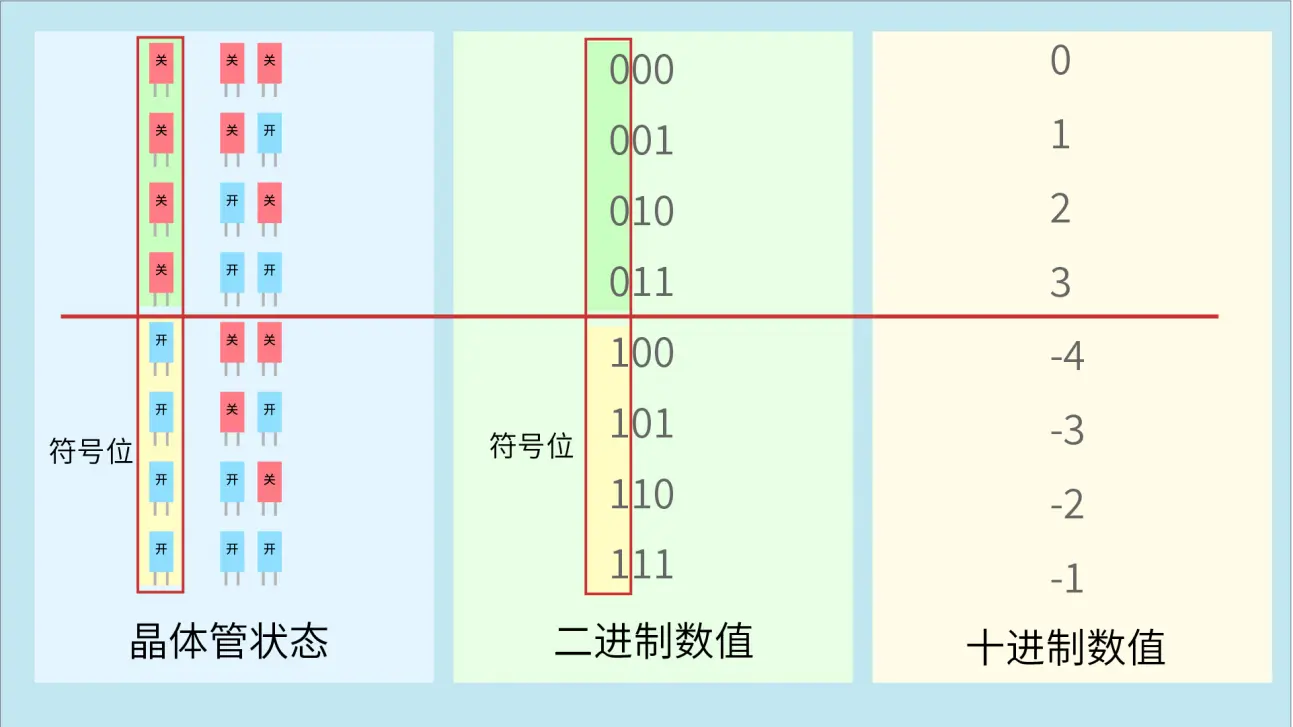 关 关 关
关 关 开
关 开 关
关 开 开
开 关 关
开 关 开
开 开 关
开 开 开
符号位
晶体管状态
000
001
010
011
100
101
110
111
符号位
二进制数值
0
1
2
3
-4
-3
-2
-1
十进制数值